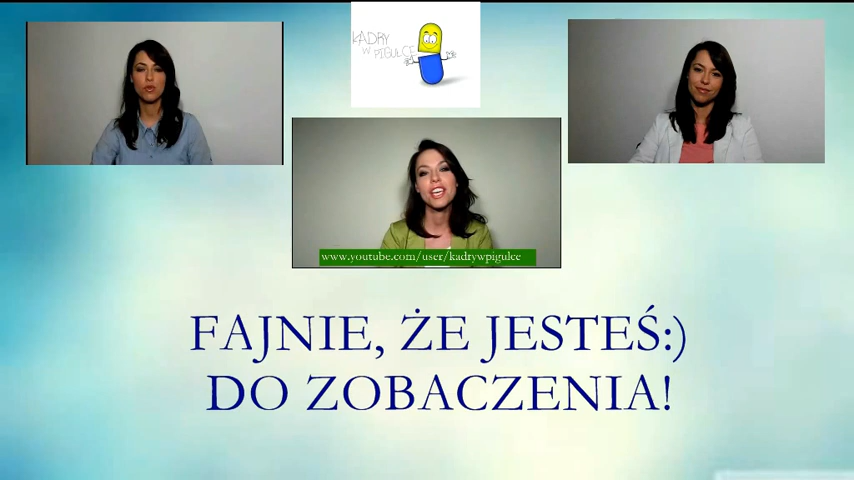 KADRY
W PIGUŁCE
www.youtube.com/user/kadrywpigulce
FAJNIE, ŻE JESTEŚ:)
DO ZOBACZENIA!